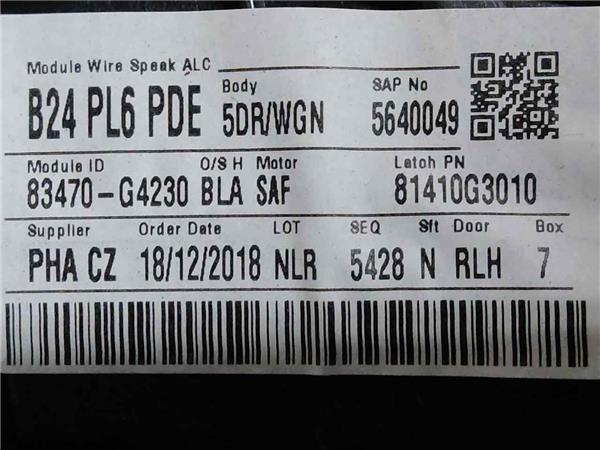 Module Wire Speak ALC Body SAP No
B24 PL6 PDE 5DR/WGN 5640049
Module ID O/S H Motor Latch PN
83470-G4230 BLA SAF 81410G3010
Supplier Order Date LOT SEQ Sft Door Box
PHA CZ 18/12/2018 NLR 5428 N RLH 7